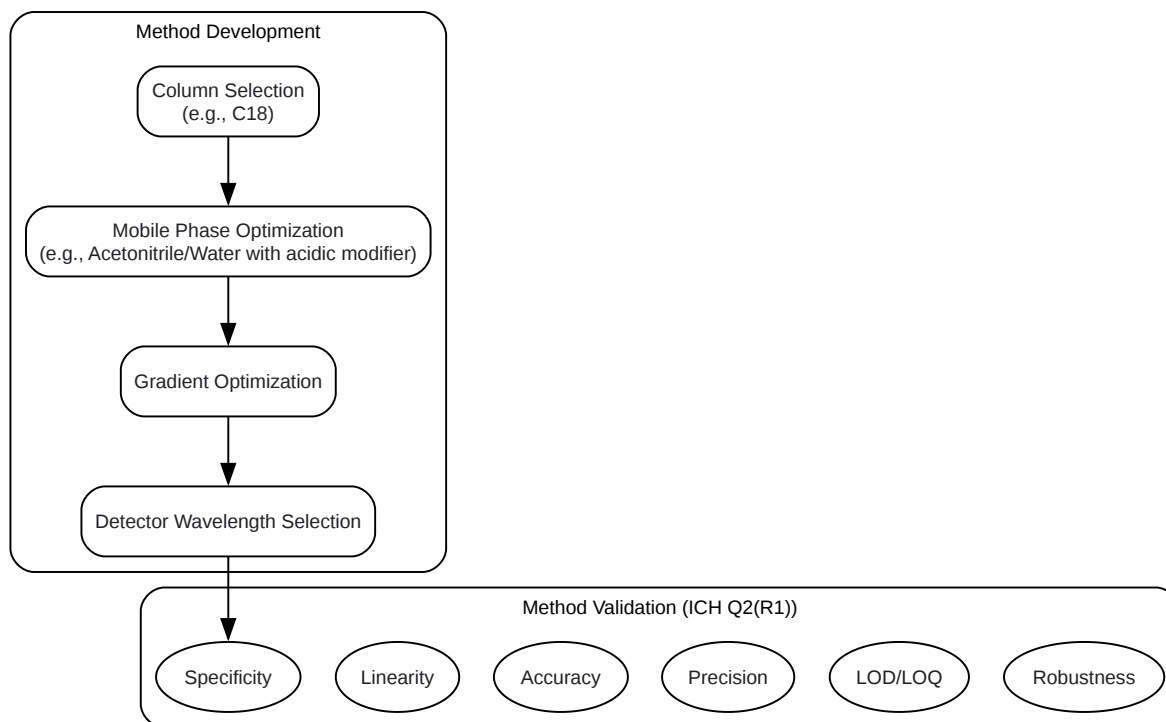 Method Development
Column Selection
(e.g., C18)
Mobile Phase Optimization
(e.g., Acetonitrile/Water with acidic modifier)
Gradient Optimization
Detector Wavelength Selection
Method Validation (ICH Q2(R1))
Specificity
Linearity
Accuracy
Precision
LOD/LOQ
Robustness